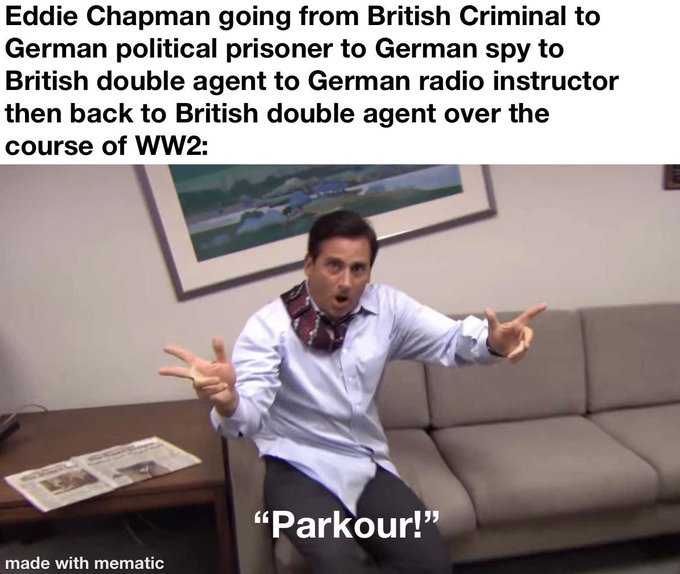 Eddie Chapman going from British Criminal to
German political prisoner to German spy to
British double agent to German radio instructor
then back to British double agent over the
course of WW2:
“Parkour!”
made with mematic